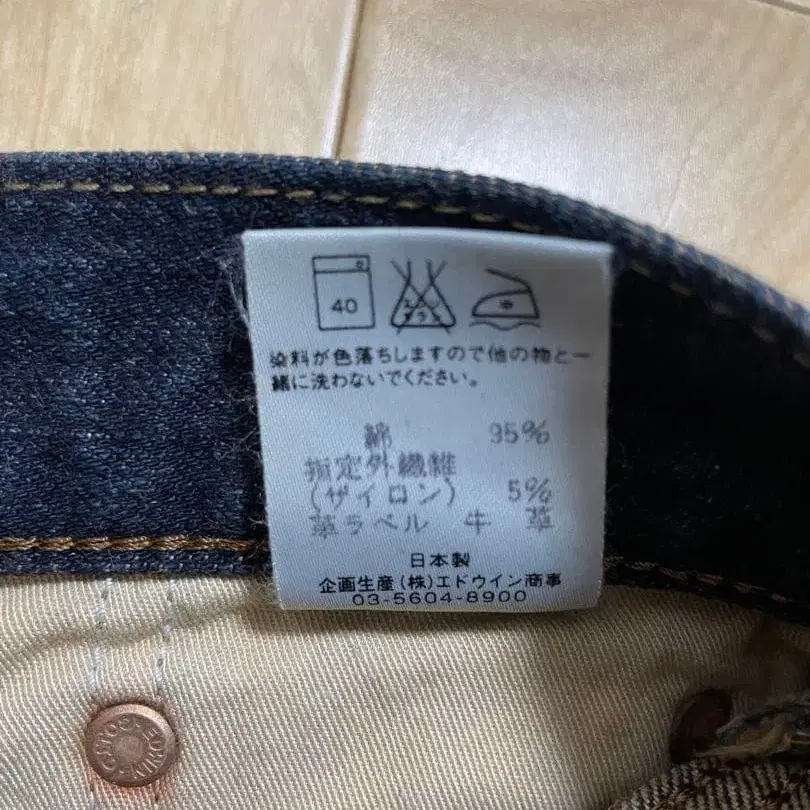 40
エンソ
サラシ
中
染料が色落ちしますので他の物と一
緒に洗わないでください。
綿 95%
指定外繊維
(ザイロン) 5%
革ラベル 牛 革
日本製
企画生産(株)エドウイン商事
03-5604-8900
EDWIN